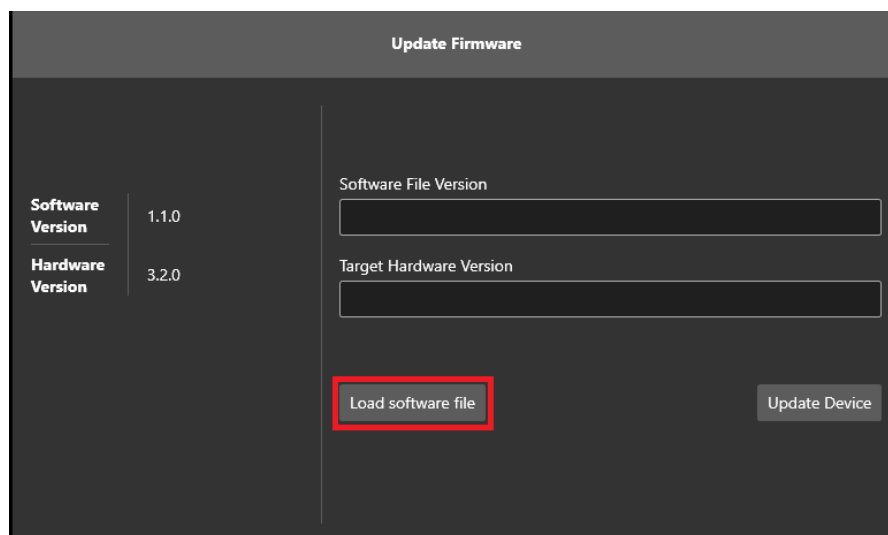 Update Firmware
Software
Version
1.1.0
Hardware
Version
3.2.0
Software File Version
Target Hardware Version
Load software file
Update Device